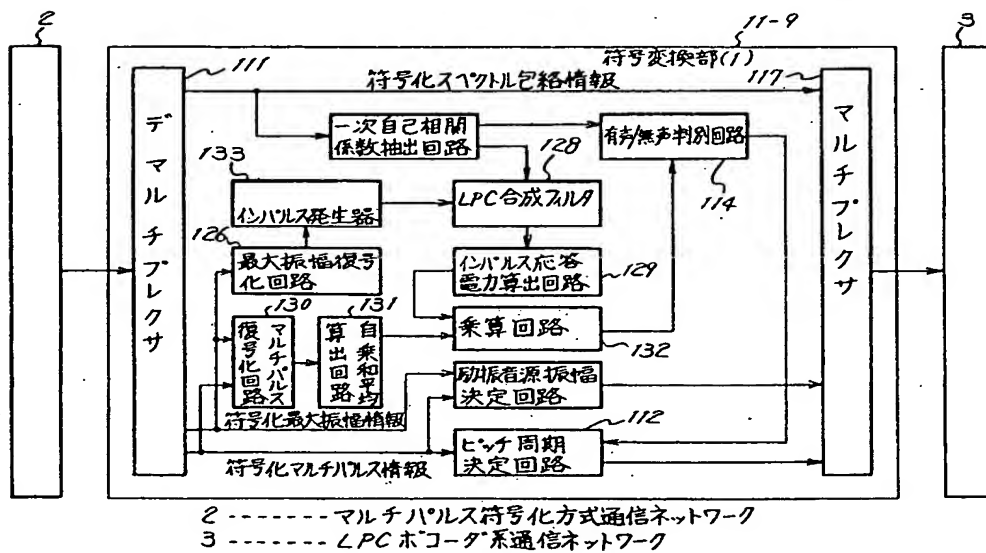 2
11-9
3
符号変換部(1)
111
117
符号化スペクトル包絡情報
デマルチプレクサ
一次自己相関
係数抽出回路
有声/無声判別回路
マルチプレクサ
133
128
114
インパルス発生器
LPC合成フィルタ
126
最大振幅復号
化回路
インパルス応答
電力算出回路
129
130
131
マルチパルス
復号化回路
自乗和平均
算出回路
乗算回路
132
励振音源振幅
決定回路
符号化最大振幅情報
112
ピッチ周期
決定回路
符号化マルチパルス情報
2 ------- マルチパルス符号化方式通信ネットワーク
3 ------- LPCボコーダ系通信ネットワーク